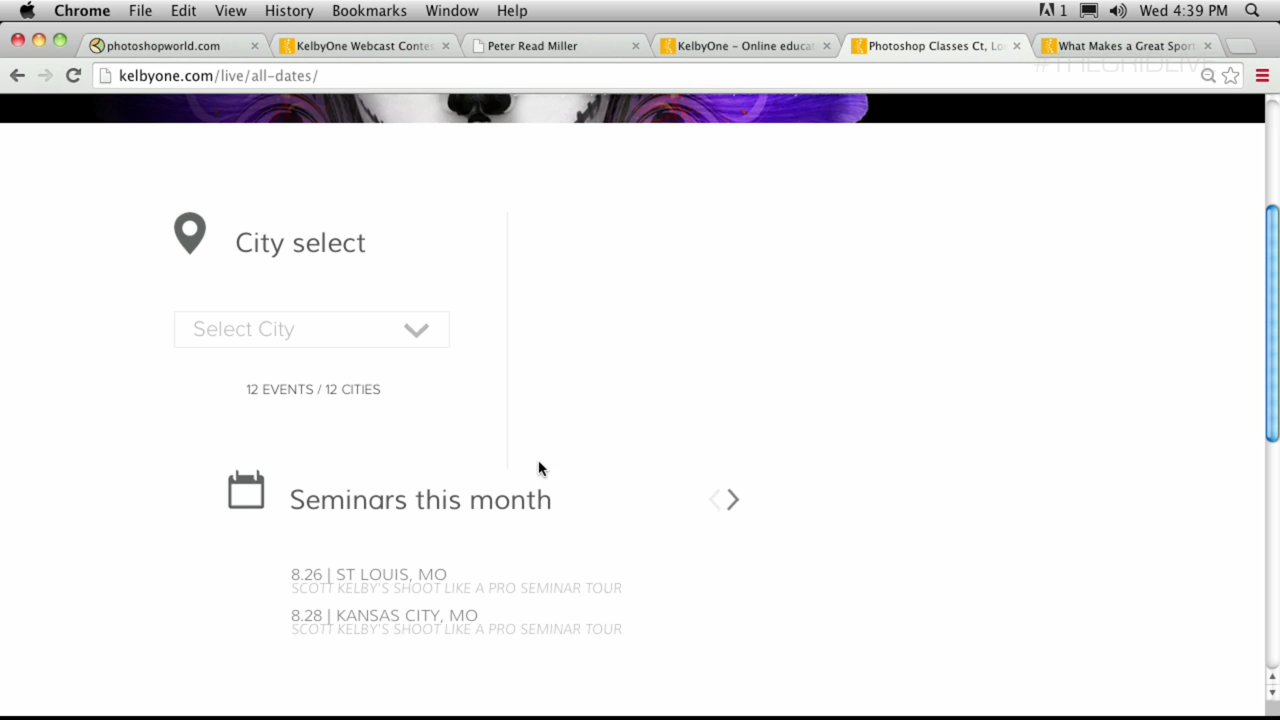 Chrome File Edit View History Bookmarks Window Help 1 Wed 4:39 PM
photoshopworld.com KelbyOne Webcast Contes Peter Read Miller KelbyOne – Online educat Photoshop Classes Ct, Lo What Makes a Great Sport
#THEGRIDLIVE
kelbyone.com/live/all-dates/
City select
Select City
12 EVENTS / 12 CITIES
Seminars this month
8.26 | ST LOUIS, MO
SCOTT KELBY'S SHOOT LIKE A PRO SEMINAR TOUR
8.28 | KANSAS CITY, MO
SCOTT KELBY'S SHOOT LIKE A PRO SEMINAR TOUR